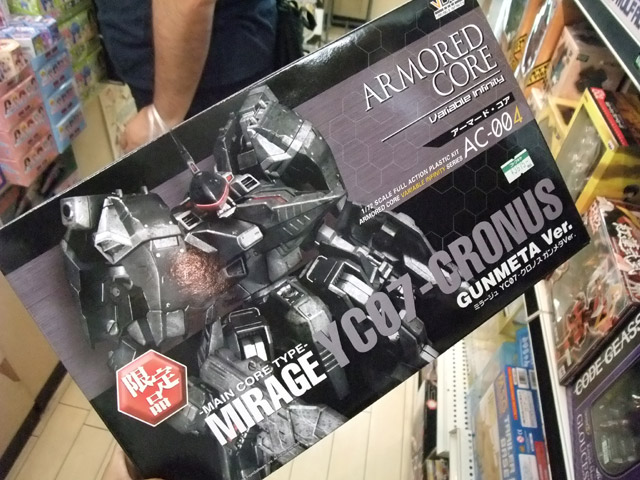 ARMORED
CORE
Variable Infinity
アーマード・コア
AC-004
1/72 SCALE FULL ACTION PLASTIC KIT
ARMORED CORE VARIABLE INFINITY SERIES
YC07-CRONUS
GUNMETA Ver.
ミラージュ YC07-クロノス ガンメタVer.
-MAIN CORE TYPE-
MIRAGE
限定
品
CODE GEASS